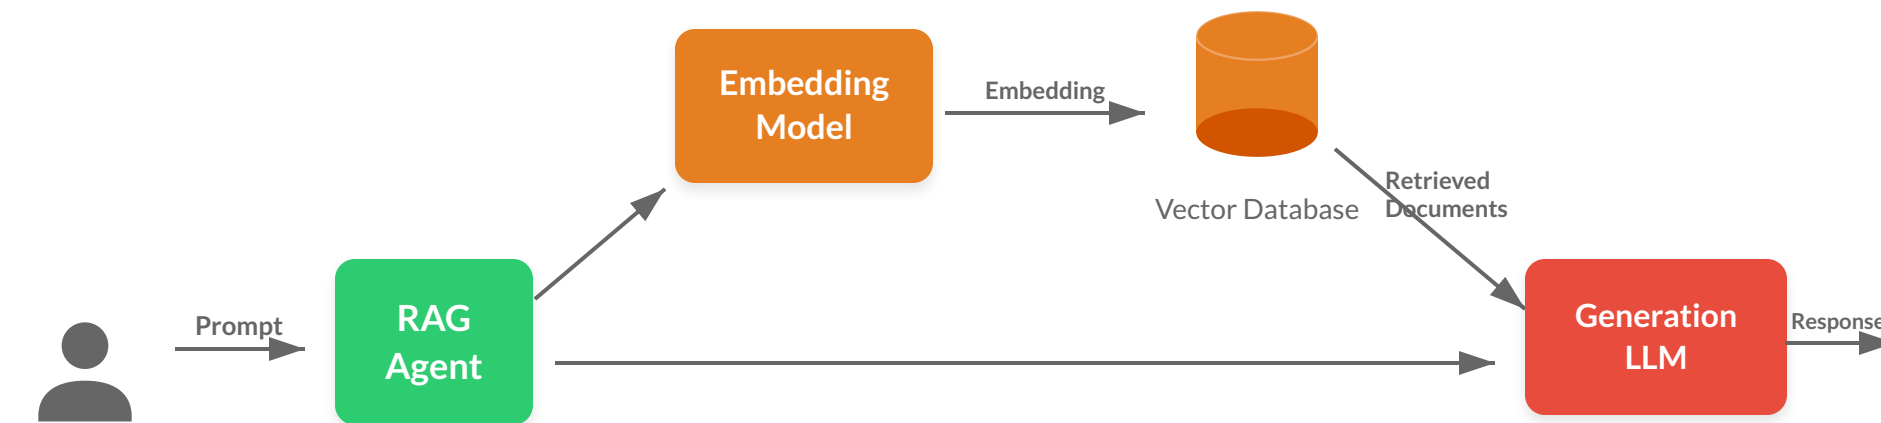 Embedding
Model
Embedding
Vector Database
Retrieved
Documents
Prompt
RAG
Agent
Generation
LLM
Response